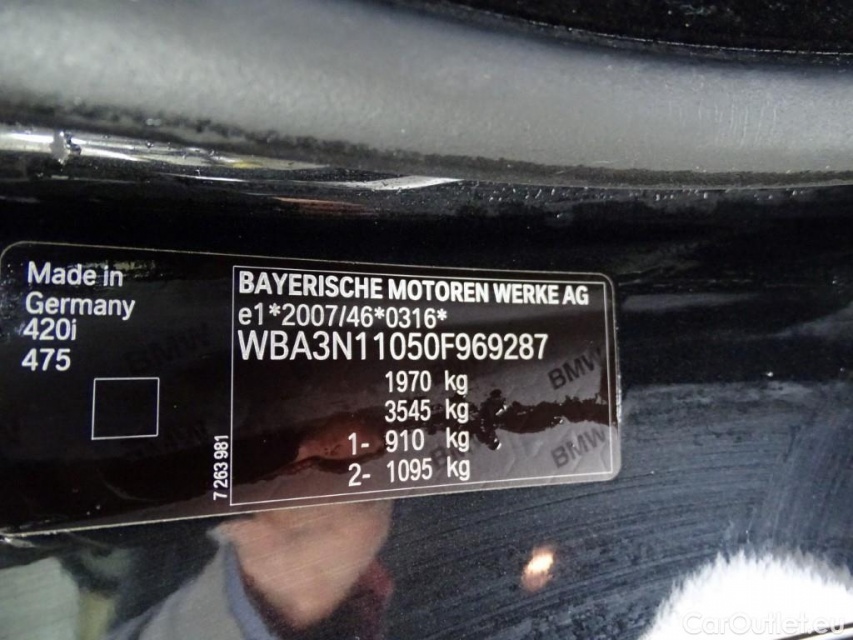 Made in
Germany
420i
475
BAYERISCHE MOTOREN WERKE AG
e1*2007/46*0316*
WBA3N11050F969287
1970 kg
3545 kg
1- 910 kg
2- 1095 kg
7 263 981
BMW
BMW
BMW
CarOutlet.eu